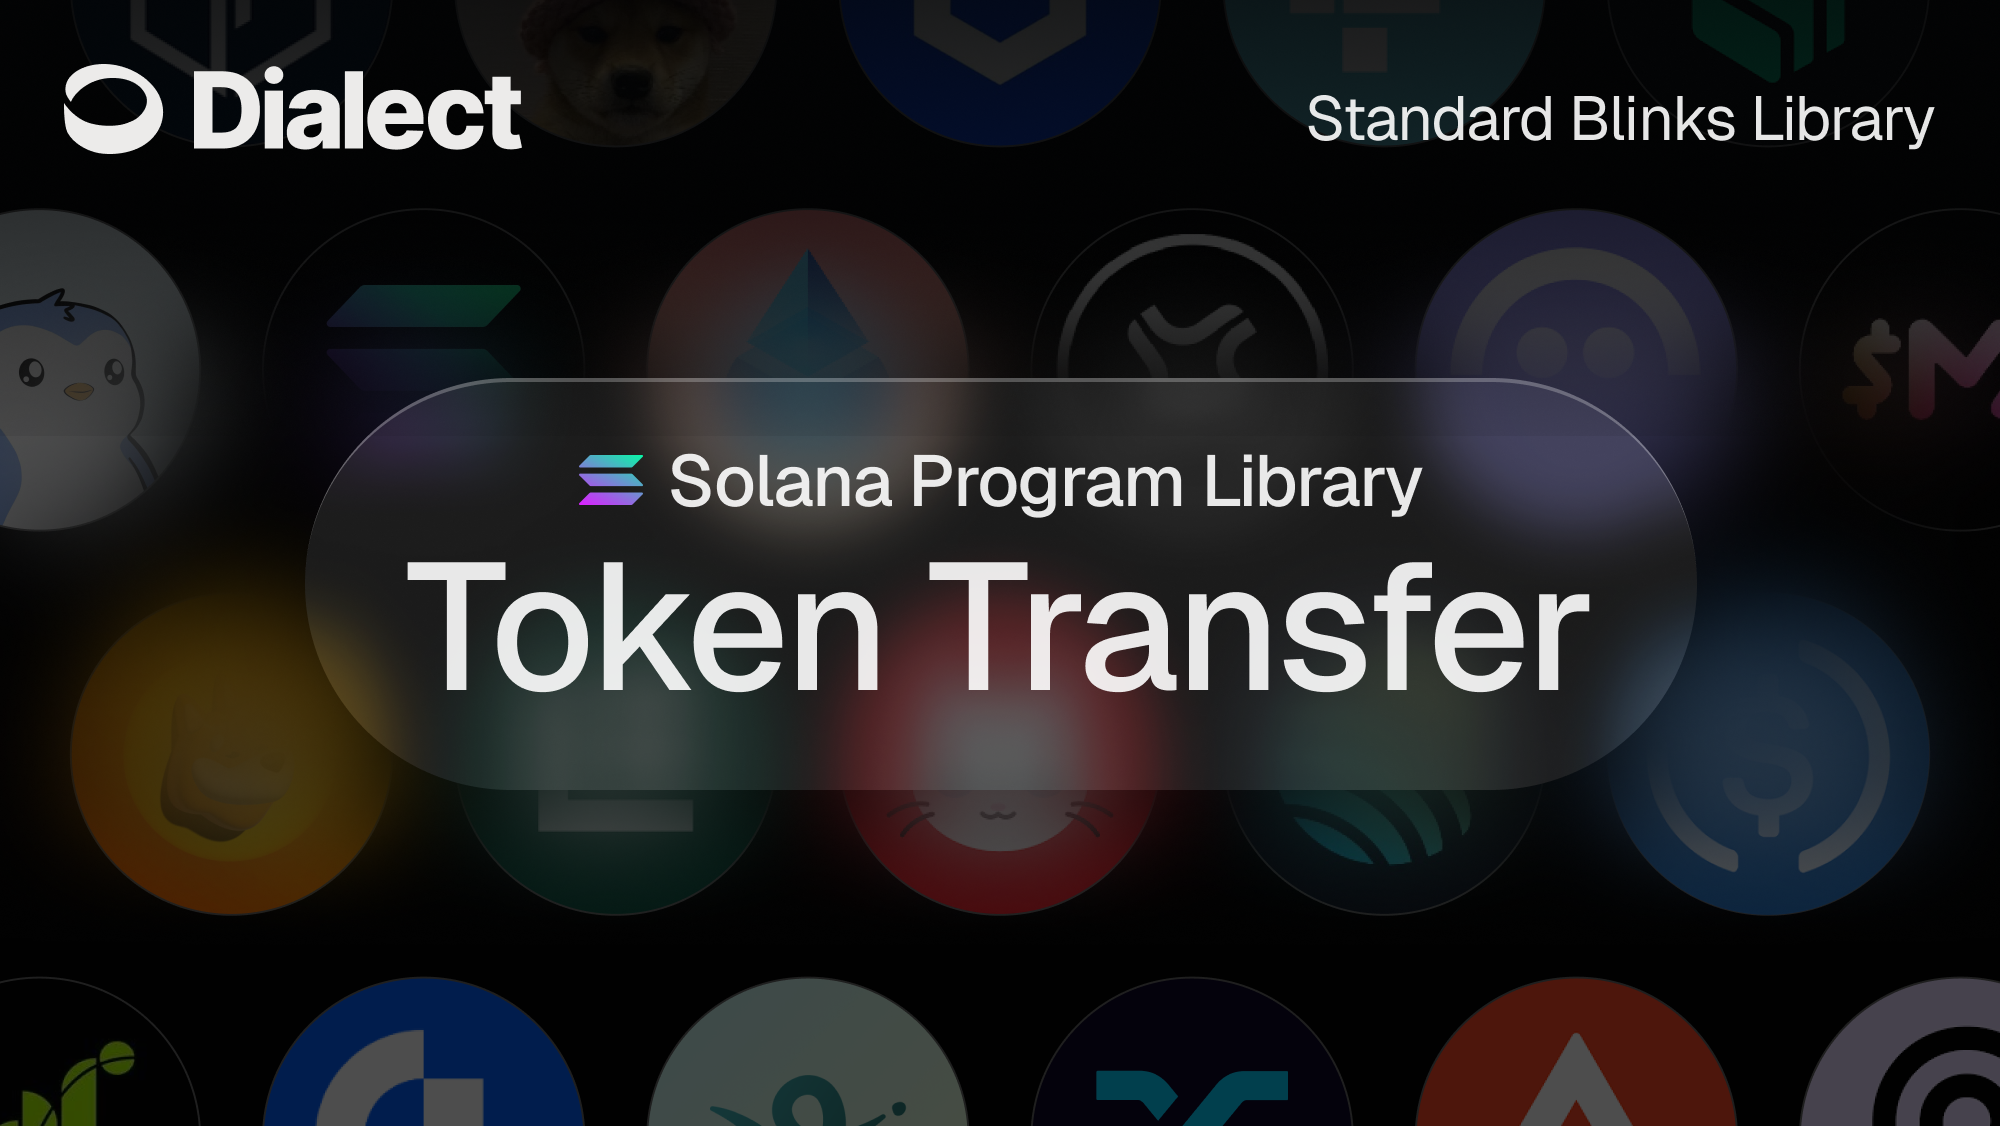 Dialect
Standard Blinks Library
$M
Solana Program Library
Token Transfer